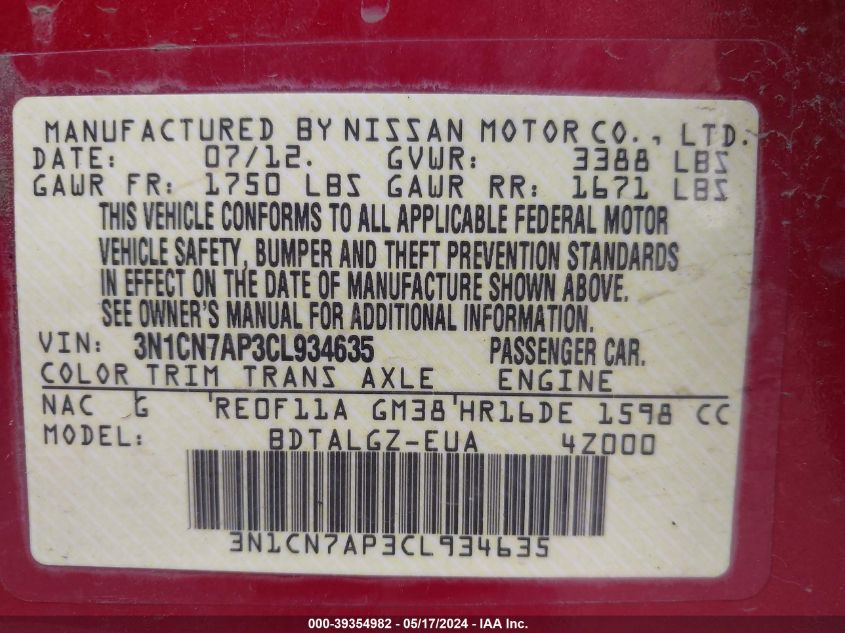 MANUFACTURED BY NISSAN MOTOR CO., LTD.
DATE: 07/12. GVWR: 3388 LBS
GAWR FR: 1750 LBS GAWR RR: 1671 LBS
THIS VEHICLE CONFORMS TO ALL APPLICABLE FEDERAL MOTOR
VEHICLE SAFETY, BUMPER AND THEFT PREVENTION STANDARDS
IN EFFECT ON THE DATE OF MANUFACTURE SHOWN ABOVE.
SEE OWNER'S MANUAL FOR ADDITIONAL INFORMATION.
VIN: 3N1CN7AP3CL934635 PASSENGER CAR.
COLOR TRIM TRANS AXLE ENGINE
NAC G RE0F11A GM38 HR16DE 1598 CC
MODEL: BDTALGZ-EUA 4Z000
3N1CN7AP3CL934635
000-39354982 - 05/17/2024 - IAA Inc.